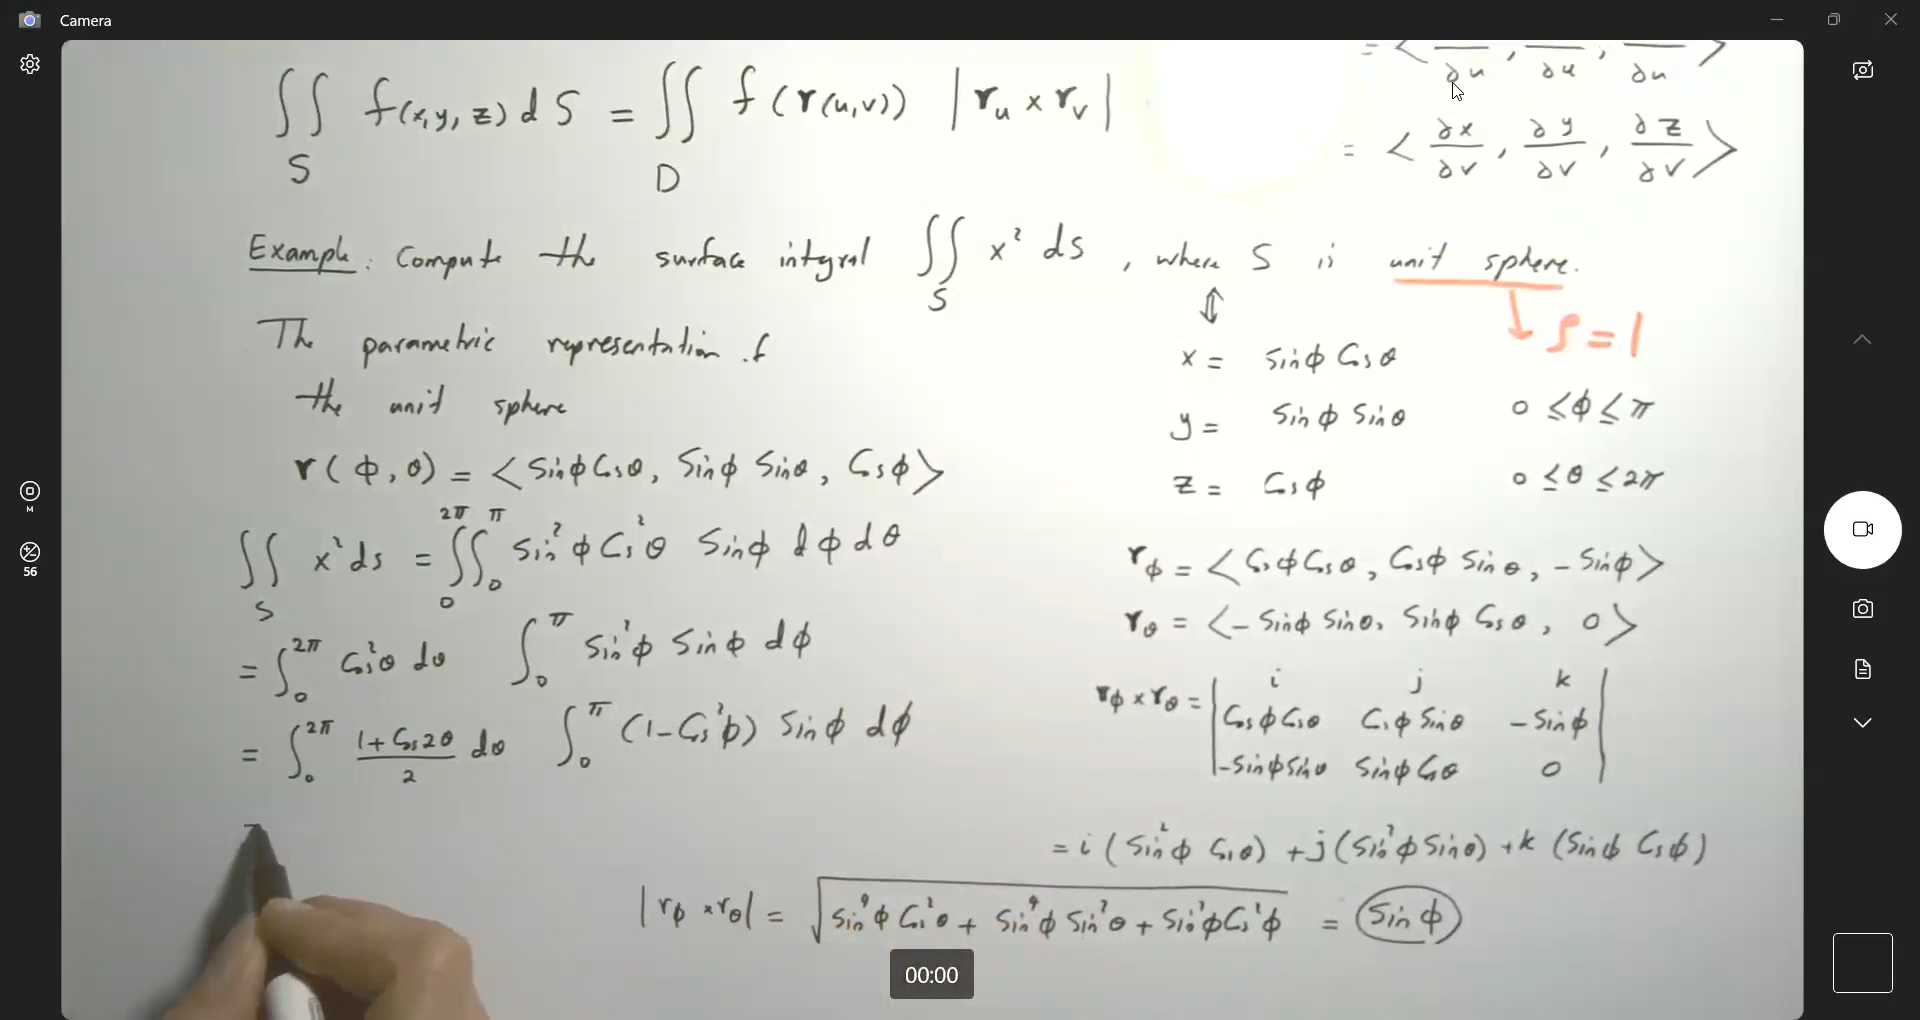 Camera
∬_S f(x,y,z) dS = ∬_D f(r(u,v)) |r_u × r_v|
∂u , ∂u , ∂u
= < ∂x/∂v , ∂y/∂v , ∂z/∂v >
Example: Compute the surface integral ∬_S x² ds , where S is unit sphere.
⇕
↓ ρ = 1
The parametric representation of
the unit sphere
x = sinφ Cosθ
y = sinφ sinθ
0 ≤ φ ≤ π
z = Cosφ
0 ≤ θ ≤ 2π
r(φ,θ) = <sinφ Cosθ, sinφ sinθ, Cosφ>
∬_S x² ds = ∫_0^{2π} ∫_0^π sin²φ Cos²θ sinφ dφ dθ
= ∫_0^{2π} Cos²θ dθ ∫_0^π sin²φ sinφ dφ
= ∫_0^{2π} (1+Cos2θ)/2 dθ ∫_0^π (1-Cos²φ) sinφ dφ
r_φ = <Cosφ Cosθ, Cosφ sinθ, -sinφ>
r_θ = <-sinφ sinθ, sinφ Cosθ, 0>
r_φ × r_θ = | i j k
Cosφ Cosθ Cosφ sinθ -sinφ
-sinφ sinθ sinφ Cosθ 0 |
= i (sin²φ Cosθ) + j (sin²φ sinθ) + k (sinφ Cosφ)
|r_φ × r_θ| = √(sin⁴φ Cos²θ + sin⁴φ sin²θ + sin²φ Cos²φ) = sinφ
00:00
M
56